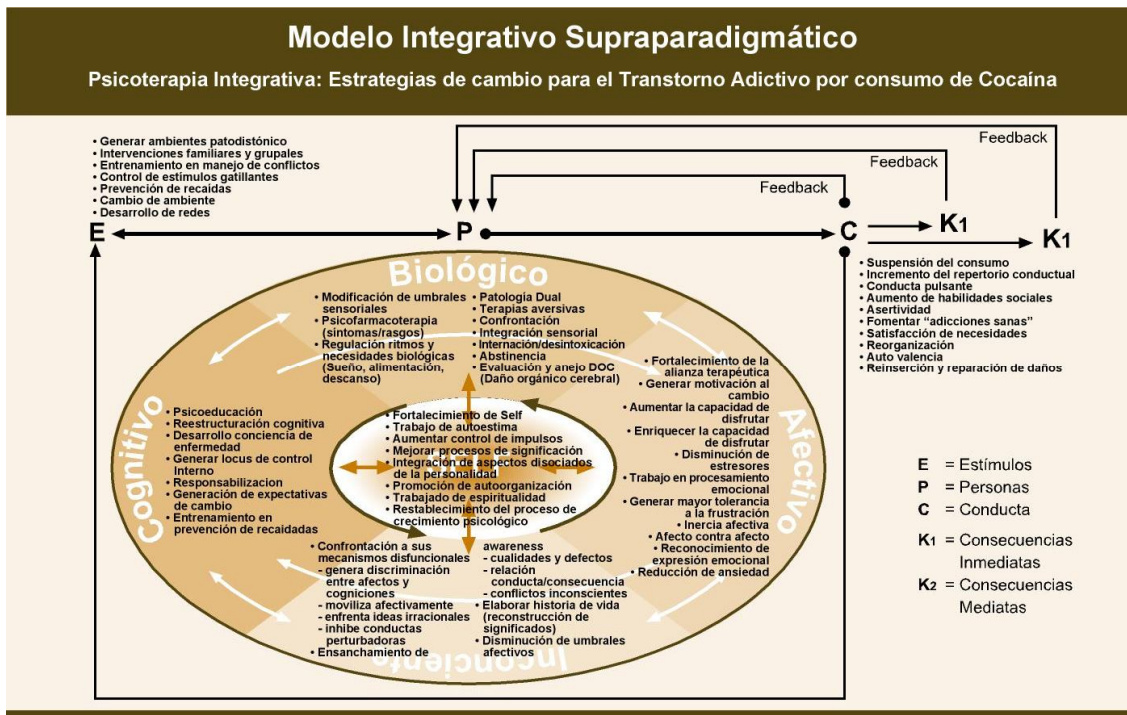 Modelo Integrativo Supraparadigmático
Psicoterapia Integrativa: Estrategias de cambio para el Transtorno Adictivo por consumo de Cocaína
• Generar ambientes patodistónico
• Intervenciones familiares y grupales
• Entrenamiento en manejo de conflictos
• Control de estímulos gatillantes
• Prevención de recaídas
• Cambio de ambiente
• Desarrollo de redes
Feedback
Feedback
Feedback
E
P
C
K1
K1
• Suspensión del consumo
• Incremento del repertorio conductual
• Conducta pulsante
• Aumento de habilidades sociales
• Asertividad
• Fomentar “adicciones sanas”
• Satisfacción de necesidades
• Reorganización
• Auto valencia
• Reinserción y reparación de daños
Biológico
• Modificación de umbrales
sensoriales
• Psicofarmacoterapia
(síntomas/rasgos)
• Regulación ritmos y
necesidades biológicas
(Sueño, alimentación,
descanso)
• Patología Dual
• Terapias aversivas
• Confrontación
• Integración sensorial
• Internación/desintoxicación
• Abstinencia
• Evaluación y anejo DOC
(Daño orgánico cerebral)
Cognitivo
• Psicoeducación
• Reestructuración cognitiva
• Desarrollo conciencia de
enfermedad
• Generar locus de control
Interno
• Responsabilizacion
• Generación de expectativas
de cambio
• Entrenamiento en
prevención de recaidadas
• Fortalecimiento de Self
• Trabajo de autoestima
• Aumentar control de impulsos
• Mejorar procesos de significación
• Integración de aspectos disociados
de la personalidad
• Promoción de autoorganización
• Trabajado de espiritualidad
• Restablecimiento del proceso de
crecimiento psicológico
SELF
Afectivo
• Fortalecimiento de la
alianza terapéutica
• Generar motivación al
cambio
• Aumentar la capacidad de
disfrutar
• Enriquecer la capacidad
de disfrutar
• Disminución de
estresores
• Trabajo en procesamiento
emocional
• Generar mayor tolerancia
a la frustración
• Inercia afectiva
• Afecto contra afecto
• Reconocimiento de
expresión emocional
• Reducción de ansiedad
• Confrontación a sus
mecanismos disfuncionales
- genera discriminación
entre afectos y
cogniciones
- moviliza afectivamente
- enfrenta ideas irracionales
- inhibe conductas
perturbadoras
• Ensanchamiento de
awareness
- cualidades y defectos
- relación
conducta/consecuencia
- conflictos inconscientes
• Elaborar historia de vida
(reconstrucción de
significados)
• Disminución de umbrales
afectivos
Inconciente
E = Estímulos
P = Personas
C = Conducta
K1 = Consecuencias
Inmediatas
K2 = Consecuencias
Mediatas